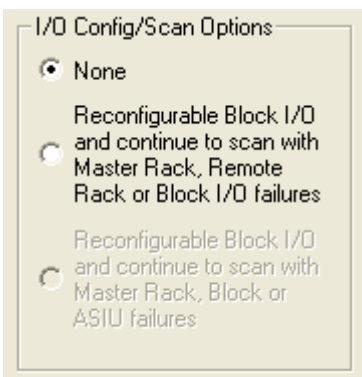 I/O Config/Scan Options
None
Reconfigurable Block I/O
and continue to scan with
Master Rack, Remote
Rack or Block I/O failures
Reconfigurable Block I/O
and continue to scan with
Master Rack, Block or
ASIU failures